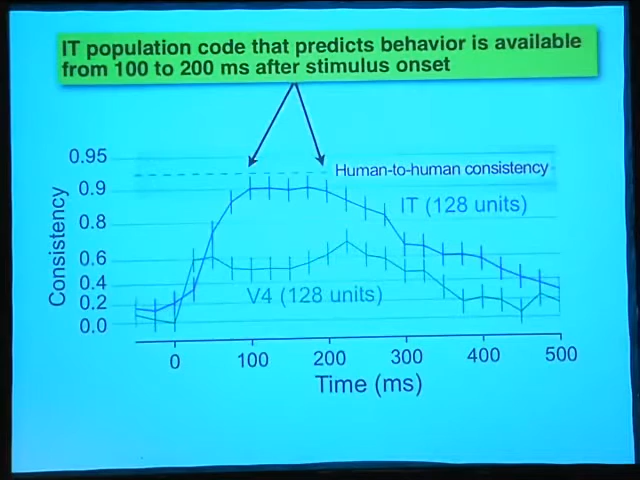 IT population code that predicts behavior is available
from 100 to 200 ms after stimulus onset
0.95
Human-to-human consistency
0.9
IT (128 units)
0.8
0.6
0.4
V4 (128 units)
0.2
0.0
Consistency
0
100
200
300
400
500
Time (ms)